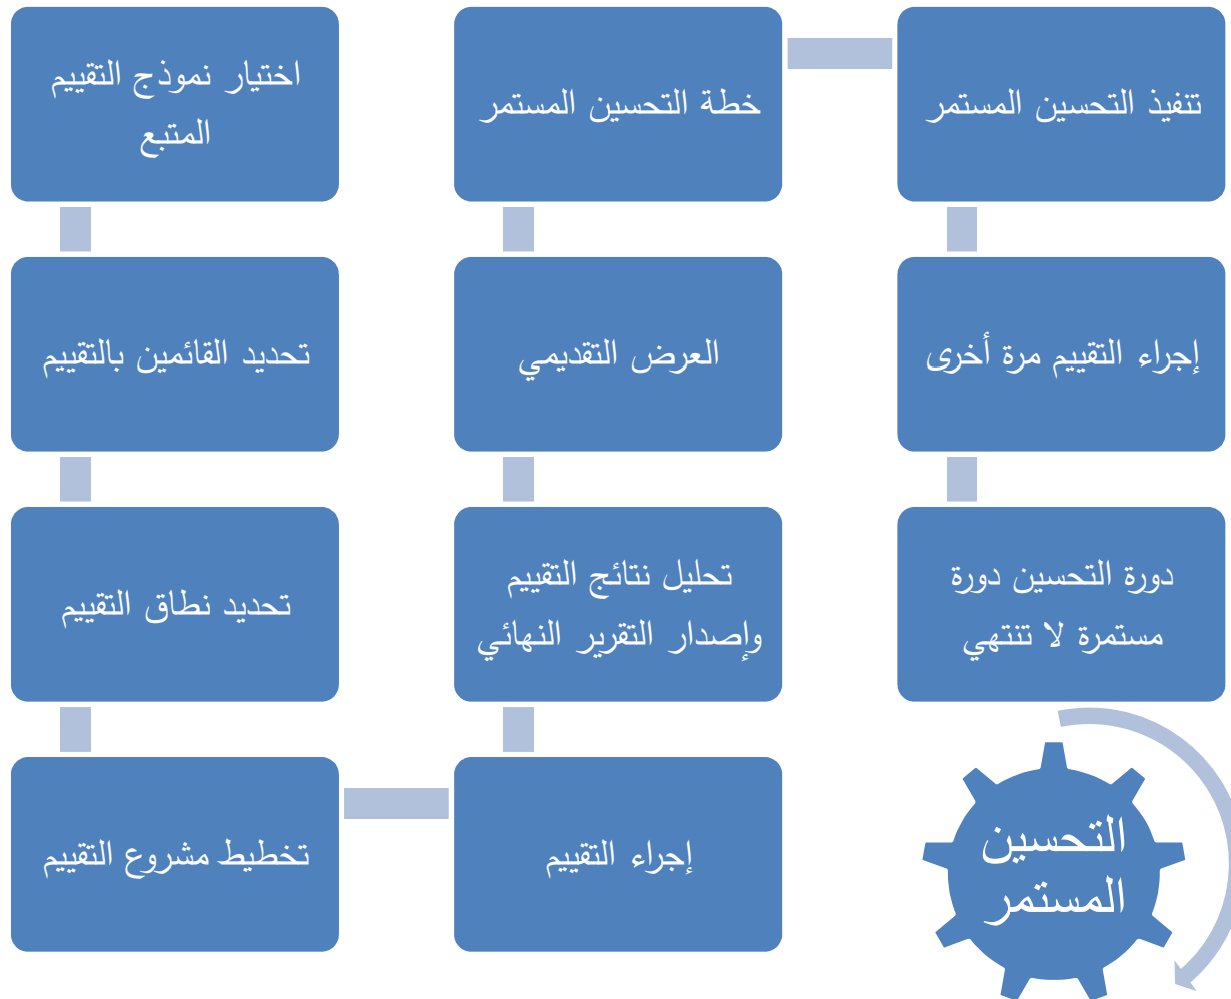 اختيار نموذج التقييم
المتبع
تحديد القائمين بالتقييم
تحديد نطاق التقييم
تخطيط مشروع التقييم
إجراء التقييم
تحليل نتائج التقييم
وإصدار التقرير النهائي
العرض التقديمي
خطة التحسين المستمر
تنفيذ التحسين المستمر
إجراء التقييم مرة أخرى
دورة التحسين دورة
مستمرة لا تنتهي
التحسين
المستمر